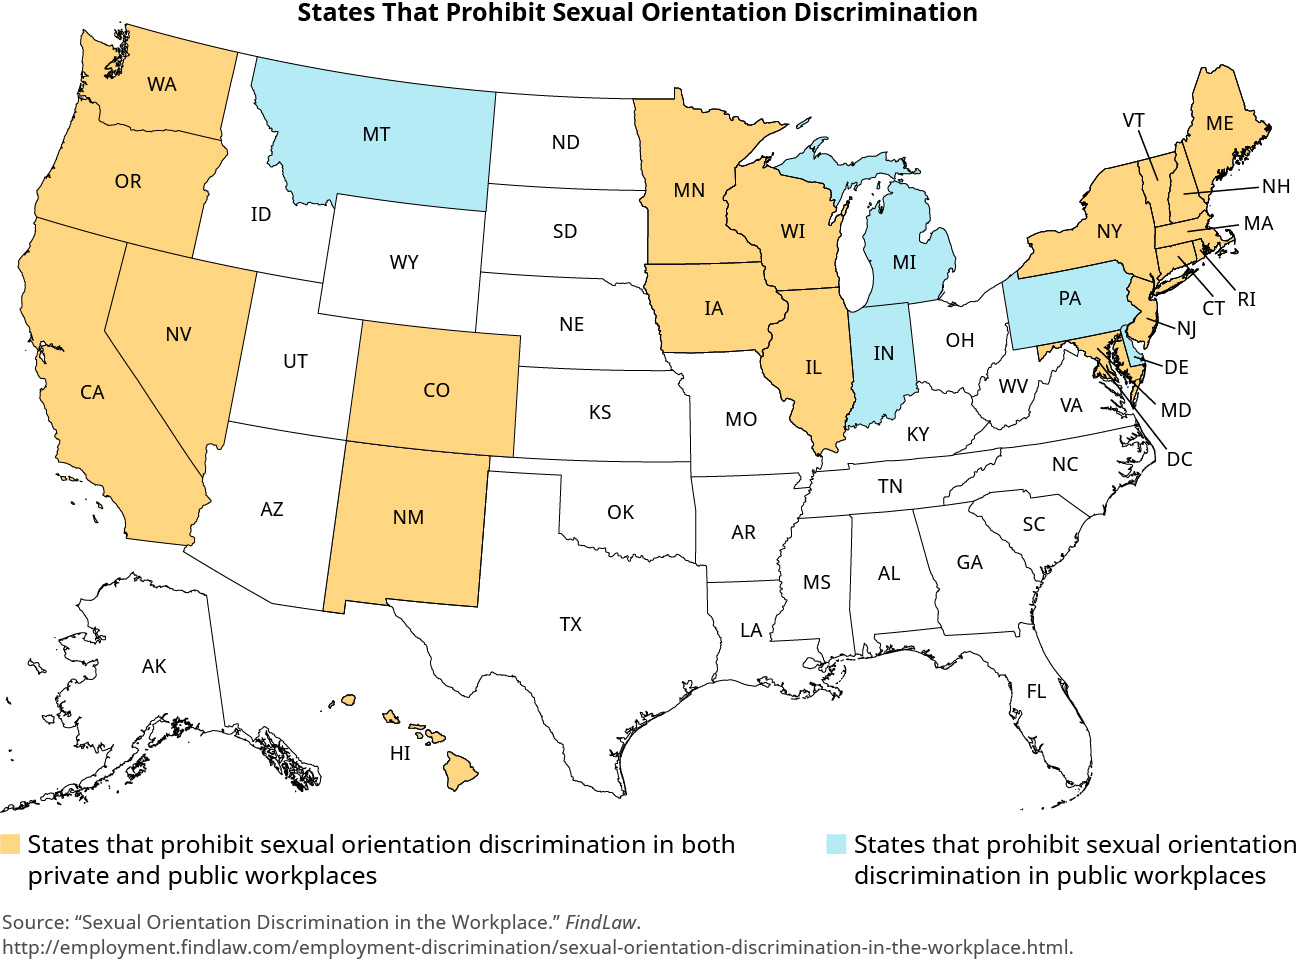 States That Prohibit Sexual Orientation Discrimination
WA
MT
ND
MN
VT
ME
OR
ID
SD
WI
NY
NH
MA
WY
MI
RI
CT
NV
NE
IA
PA
NJ
UT
CO
IL
IN
OH
DE
CA
KS
MO
WV
VA
MD
KY
DC
AZ
NM
OK
TN
NC
AR
SC
MS
AL
GA
TX
LA
AK
FL
HI
States that prohibit sexual orientation discrimination in both
private and public workplaces
States that prohibit sexual orientation
discrimination in public workplaces
Source: “Sexual Orientation Discrimination in the Workplace.” FindLaw.
http://employment.findlaw.com/employment-discrimination/sexual-orientation-discrimination-in-the-workplace.html.